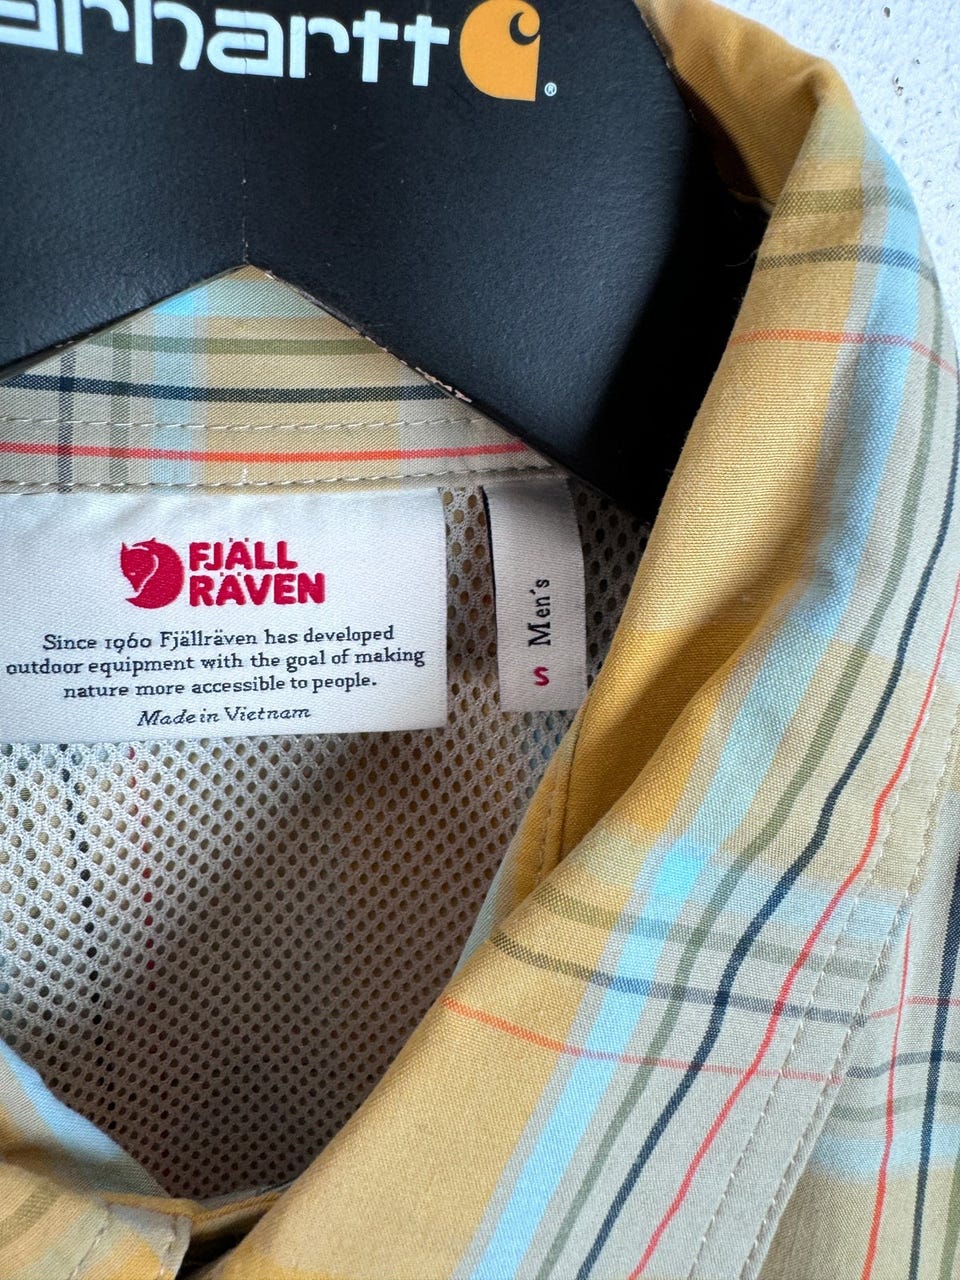 arhartt
®
FJÄLL
RÄVEN
Since 1960 Fjällräven has developed
outdoor equipment with the goal of making
nature more accessible to people.
Made in Vietnam
Men's
S